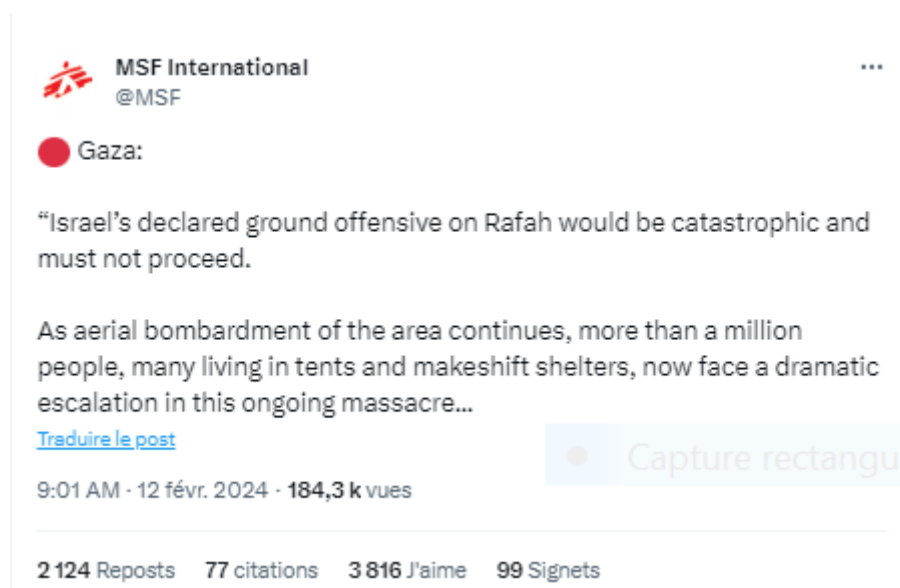 MSF International
@MSF
Gaza:
“Israel’s declared ground offensive on Rafah would be catastrophic and
must not proceed.
As aerial bombardment of the area continues, more than a million
people, many living in tents and makeshift shelters, now face a dramatic
escalation in this ongoing massacre...
Traduire le post
Capture rectangu
9:01 AM · 12 févr. 2024 · 184,3 k vues
2 124 Reposts 77 citations 3 816 J'aime 99 Signets